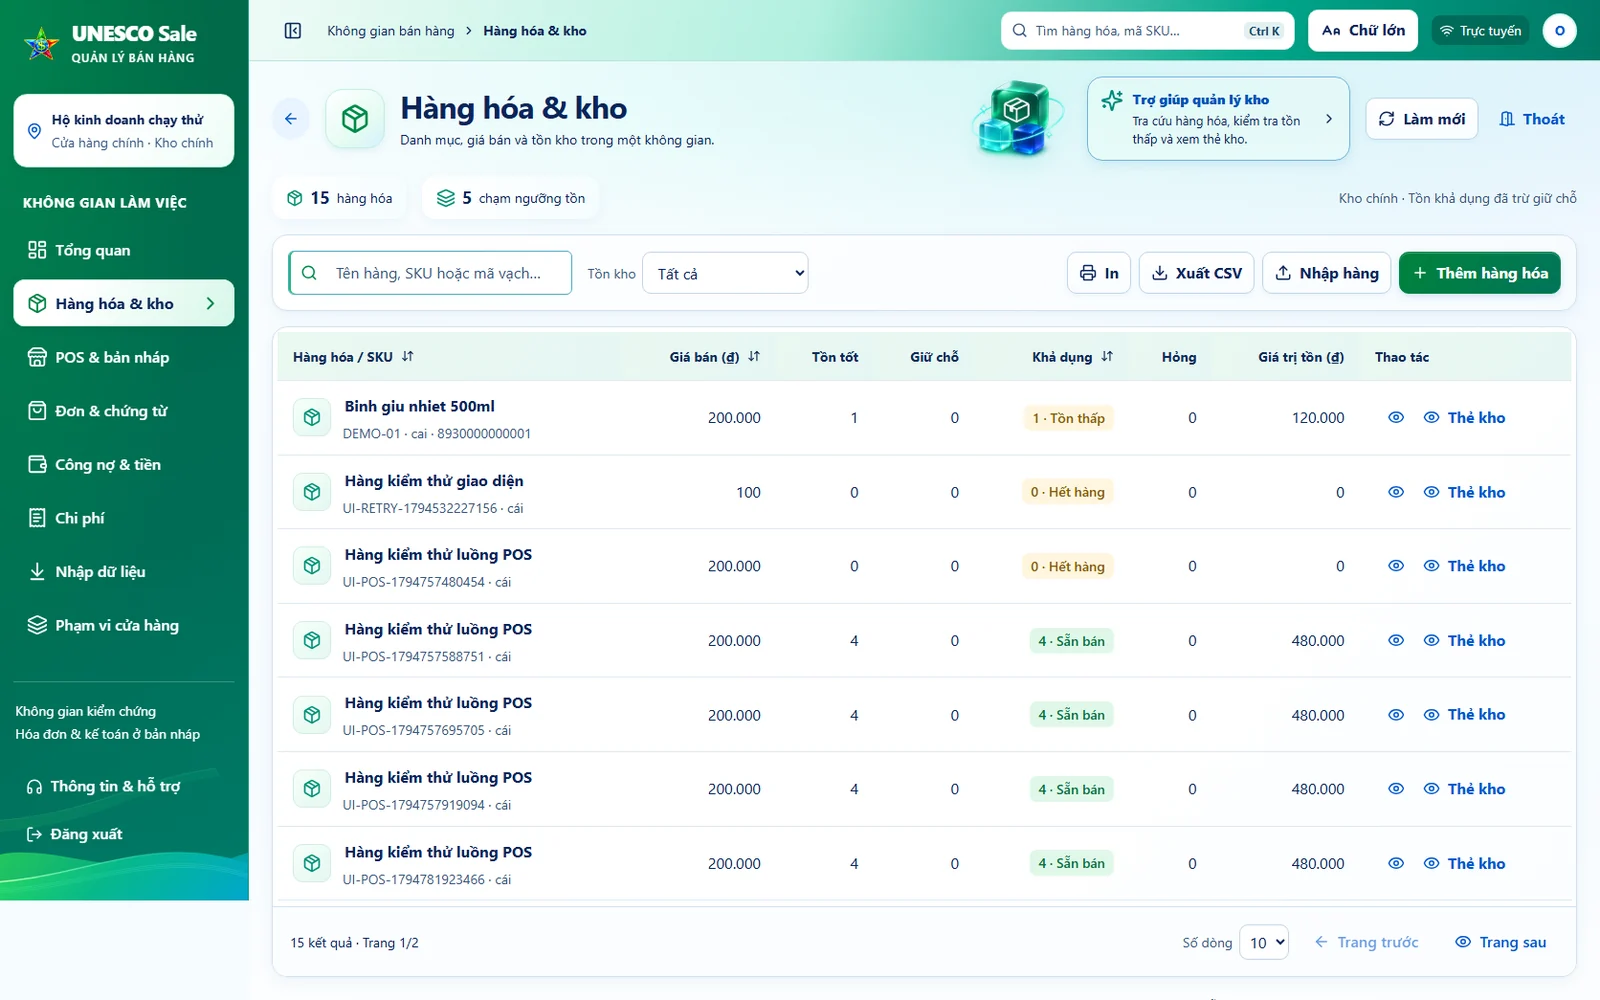 UNESCO Sale
QUẢN LÝ BÁN HÀNG
Hộ kinh doanh chạy thử
Cửa hàng chính · Kho chính
KHÔNG GIAN LÀM VIỆC
Tổng quan
Hàng hóa & kho
POS & bản nháp
Đơn & chứng từ
Công nợ & tiền
Chi phí
Nhập dữ liệu
Phạm vi cửa hàng
Không gian kiểm chứng
Hóa đơn & kế toán ở bản nháp
Thông tin & hỗ trợ
Đăng xuất
Không gian bán hàng > Hàng hóa & kho
Tìm hàng hóa, mã SKU... Ctrl K
Aa Chữ lớn
Trực tuyến
O
Hàng hóa & kho
Danh mục, giá bán và tồn kho trong một không gian.
Trợ giúp quản lý kho
Tra cứu hàng hóa, kiểm tra tồn
thấp và xem thẻ kho.
Làm mới
Thoát
15 hàng hóa
5 chạm ngưỡng tồn
Kho chính · Tồn khả dụng đã trừ giữ chỗ
Tên hàng, SKU hoặc mã vạch...
Tồn kho Tất cả
In
Xuất CSV
Nhập hàng
+ Thêm hàng hóa
Hàng hóa / SKU Giá bán (₫) Tồn tốt Giữ chỗ Khả dụng Hỏng Giá trị tồn (₫) Thao tác
Binh giu nhiet 500ml
DEMO-01 · cai · 8930000000001
200.000 1 0 1 · Tồn thấp 0 120.000 Thẻ kho
Hàng kiểm thử giao diện
UI-RETRY-1794532227156 · cái
100 0 0 0 · Hết hàng 0 0 Thẻ kho
Hàng kiểm thử luồng POS
UI-POS-1794757480454 · cái
200.000 0 0 0 · Hết hàng 0 0 Thẻ kho
Hàng kiểm thử luồng POS
UI-POS-1794757588751 · cái
200.000 4 0 4 · Sẵn bán 0 480.000 Thẻ kho
Hàng kiểm thử luồng POS
UI-POS-1794757695705 · cái
200.000 4 0 4 · Sẵn bán 0 480.000 Thẻ kho
Hàng kiểm thử luồng POS
UI-POS-1794757919094 · cái
200.000 4 0 4 · Sẵn bán 0 480.000 Thẻ kho
Hàng kiểm thử luồng POS
UI-POS-1794781923466 · cái
200.000 4 0 4 · Sẵn bán 0 480.000 Thẻ kho
15 kết quả · Trang 1/2
Số dòng 10
Trang trước
Trang sau